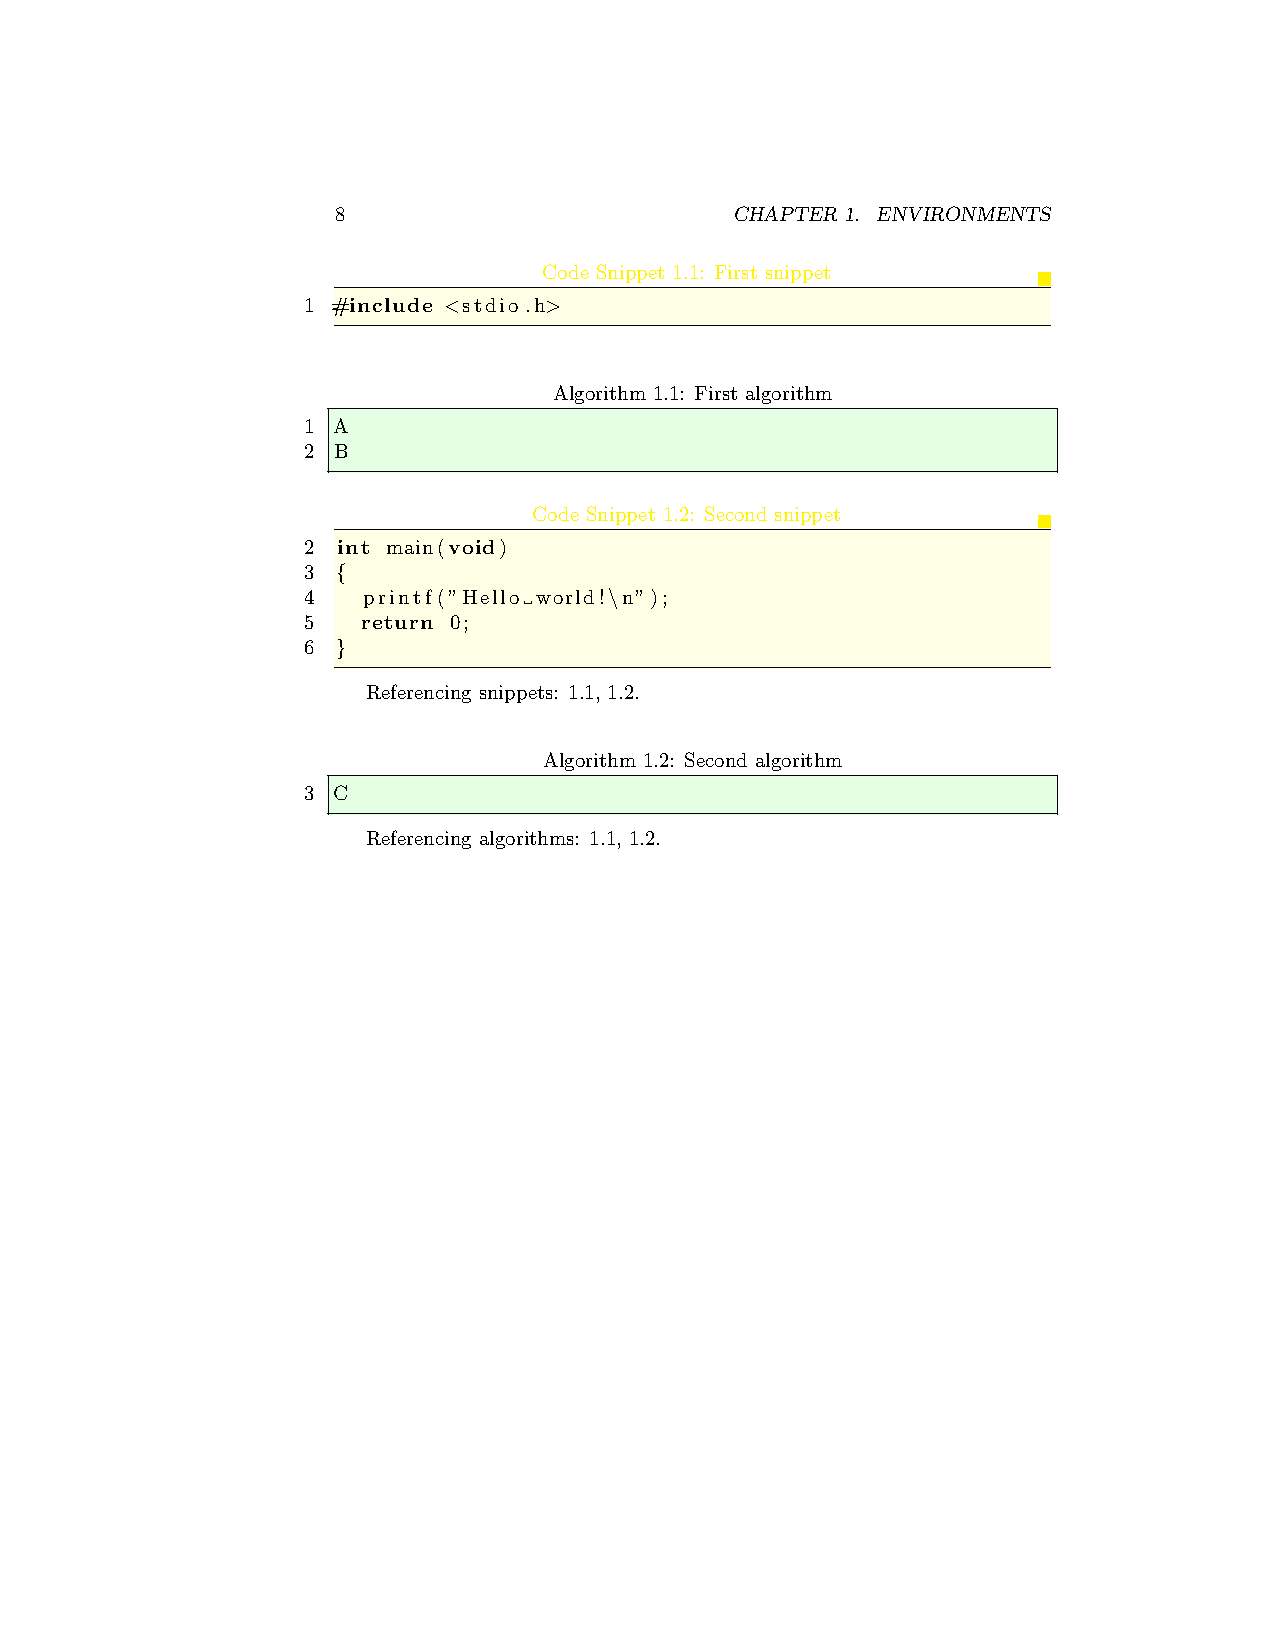 8 CHAPTER 1. ENVIRONMENTS
Code Snippet 1.1: First snippet
1 #include <stdio.h>
Algorithm 1.1: First algorithm
1 A
2 B
Code Snippet 1.2: Second snippet
2 int main(void)
3 {
4   printf("Hello␣world!\n");
5   return 0;
6 }
Referencing snippets: 1.1, 1.2.
Algorithm 1.2: Second algorithm
3 C
Referencing algorithms: 1.1, 1.2.